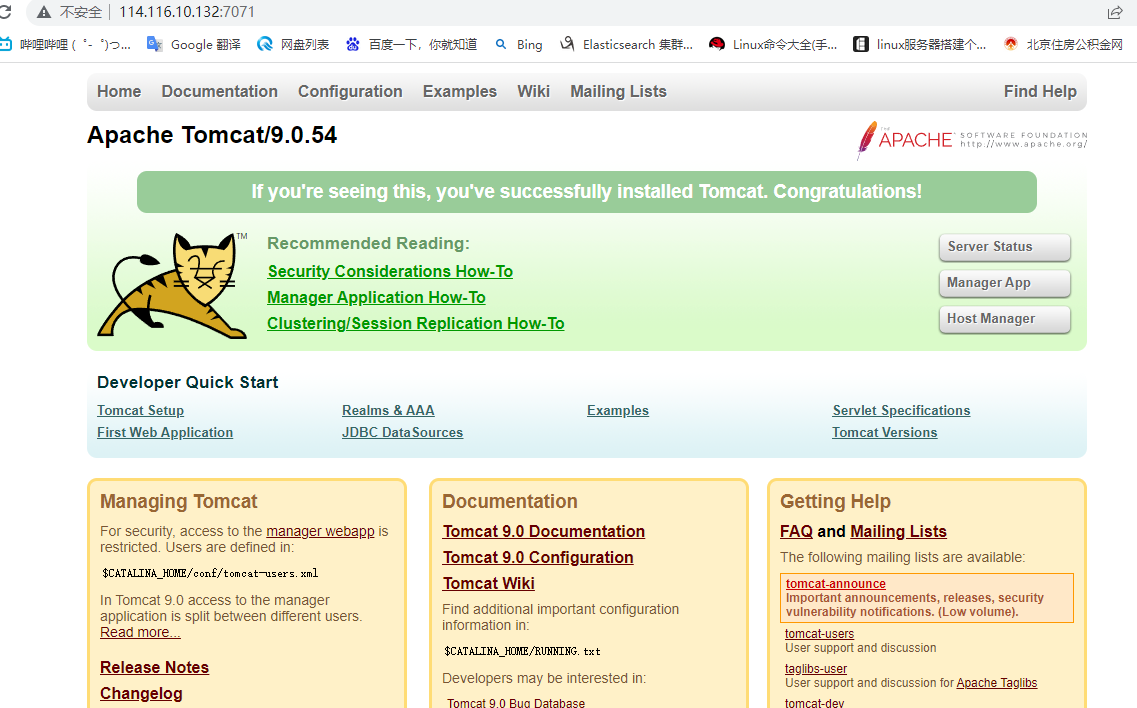 不安全 | 114.116.10.132:7071
哔哩哔哩 (゜-゜)つ... Google 翻译 网盘列表 百度一下，你就知道 Bing Elasticsearch 集群... Linux命令大全(手... linux服务器搭建个... 北京住房公积金网
Home Documentation Configuration Examples Wiki Mailing Lists Find Help
Apache Tomcat/9.0.54
THE APACHE™ SOFTWARE FOUNDATION
http://www.apache.org/
If you're seeing this, you've successfully installed Tomcat. Congratulations!
TM
Recommended Reading:
Security Considerations How-To
Manager Application How-To
Clustering/Session Replication How-To
Server Status
Manager App
Host Manager
Developer Quick Start
Tomcat Setup
First Web Application
Realms & AAA
JDBC DataSources
Examples
Servlet Specifications
Tomcat Versions
Managing Tomcat
For security, access to the manager webapp is
restricted. Users are defined in:
$CATALINA_HOME/conf/tomcat-users.xml
In Tomcat 9.0 access to the manager
application is split between different users.
Read more...
Release Notes
Changelog
Documentation
Tomcat 9.0 Documentation
Tomcat 9.0 Configuration
Tomcat Wiki
Find additional important configuration
information in:
$CATALINA_HOME/RUNNING.txt
Developers may be interested in:
Tomcat 9.0 Bug Database
Getting Help
FAQ and Mailing Lists
The following mailing lists are available:
tomcat-announce
Important announcements, releases, security
vulnerability notifications. (Low volume).
tomcat-users
User support and discussion
taglibs-user
User support and discussion for Apache Taglibs
tomcat-dev